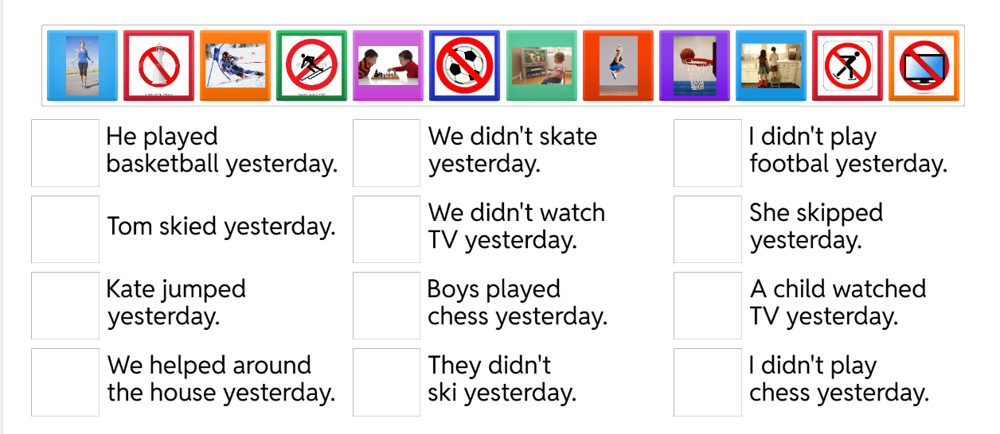 He played
basketball yesterday.
We didn't skate
yesterday.
I didn't play
footbal yesterday.
Tom skied yesterday.
We didn't watch
TV yesterday.
She skipped
yesterday.
Kate jumped
yesterday.
Boys played
chess yesterday.
A child watched
TV yesterday.
We helped around
the house yesterday.
They didn't
ski yesterday.
I didn't play
chess yesterday.